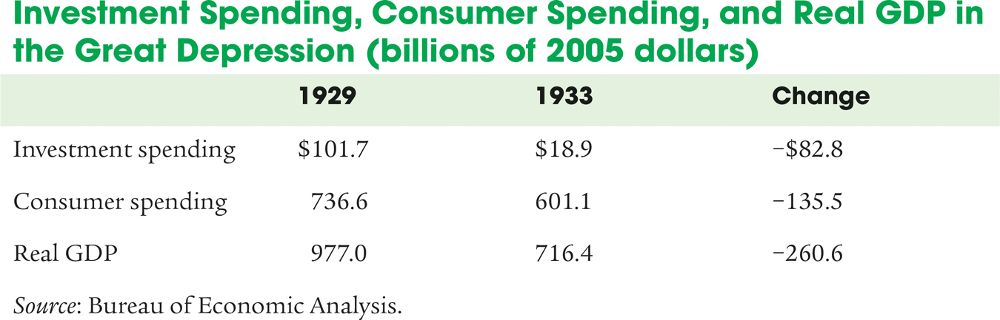 Investment Spending, Consumer Spending, and Real GDP in
the Great Depression (billions of 2005 dollars)
1929 1933 Change
Investment spending $101.7 $18.9 −$82.8
Consumer spending 736.6 601.1 −135.5
Real GDP 977.0 716.4 −260.6
Source: Bureau of Economic Analysis.